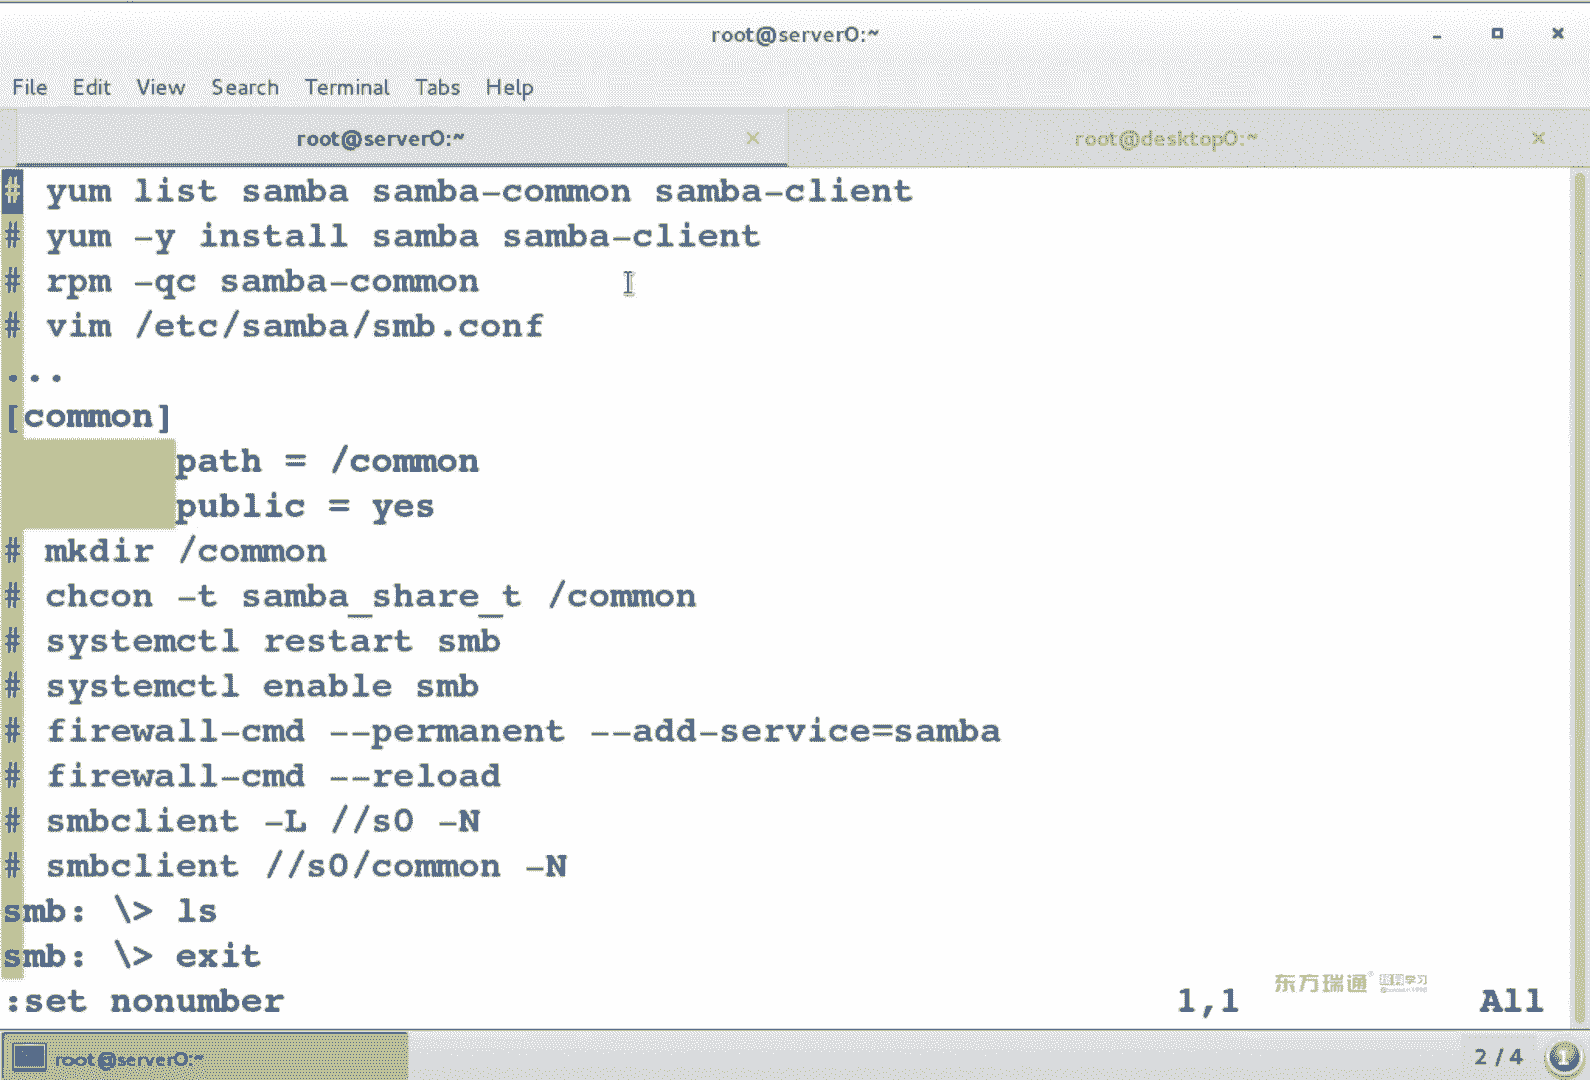 root@server0:~
File Edit View Search Terminal Tabs Help
root@server0:~ root@desktop0:~
# yum list samba samba-common samba-client
# yum -y install samba samba-client
# rpm -qc samba-common
# vim /etc/samba/smb.conf
...
[common]
path = /common
public = yes
# mkdir /common
# chcon -t samba_share_t /common
# systemctl restart smb
# systemctl enable smb
# firewall-cmd --permanent --add-service=samba
# firewall-cmd --reload
# smbclient -L //s0 -N
# smbclient //s0/common -N
smb: \> ls
smb: \> exit
:set nonumber 1,1 All
东方瑞通 学习
root@server0:~ 2 / 4 1